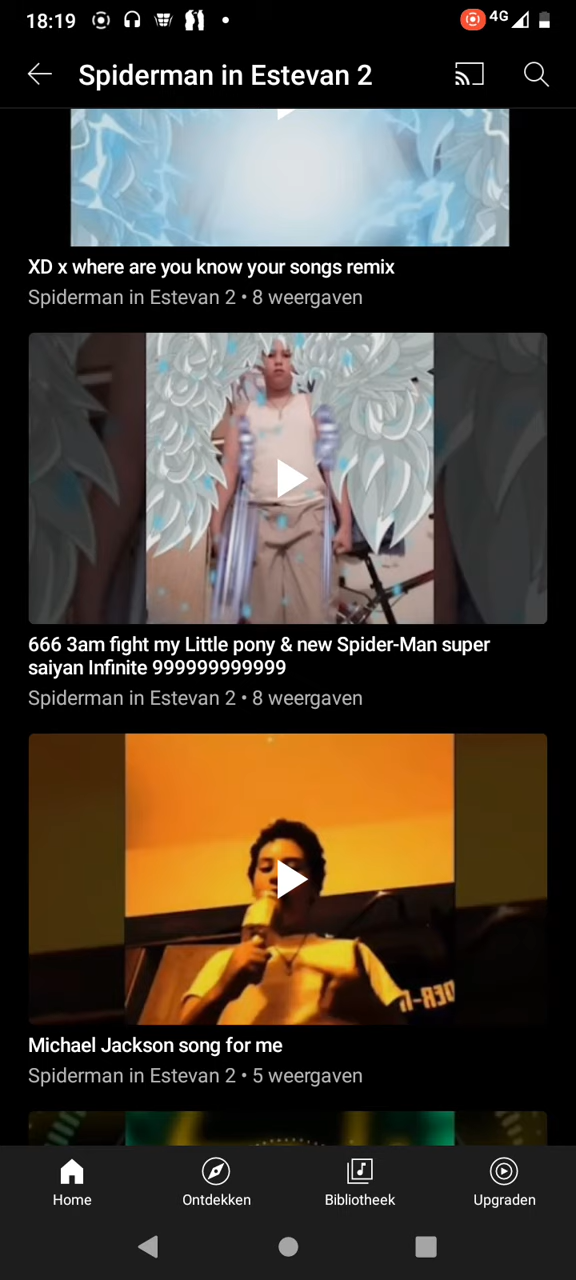 18:19
4G
Spiderman in Estevan 2
XD x where are you know your songs remix
Spiderman in Estevan 2 • 8 weergaven
666 3am fight my Little pony & new Spider-Man super
saiyan Infinite 999999999999
Spiderman in Estevan 2 • 8 weergaven
Michael Jackson song for me
Spiderman in Estevan 2 • 5 weergaven
Home
Ontdekken
Bibliotheek
Upgraden